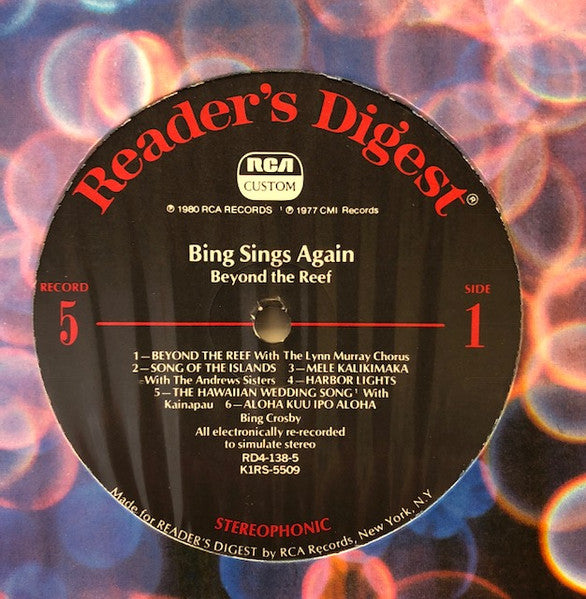 Reader's Digest®
RCA
CUSTOM
℗ 1980 RCA RECORDS ¹ ℗ 1977 CMI Records
Bing Sings Again
Beyond the Reef
RECORD
5
SIDE
1
1—BEYOND THE REEF With The Lynn Murray Chorus
2—SONG OF THE ISLANDS 3—MELE KALIKIMAKA
With The Andrews Sisters 4—HARBOR LIGHTS
5—THE HAWAIIAN WEDDING SONG¹ With
Kainapau 6—ALOHA KUU IPO ALOHA
Bing Crosby
All electronically re-recorded
to simulate stereo
RD4-138-5
K1RS-5509
STEREOPHONIC
Made for READER'S DIGEST by RCA Records, New York, N.Y